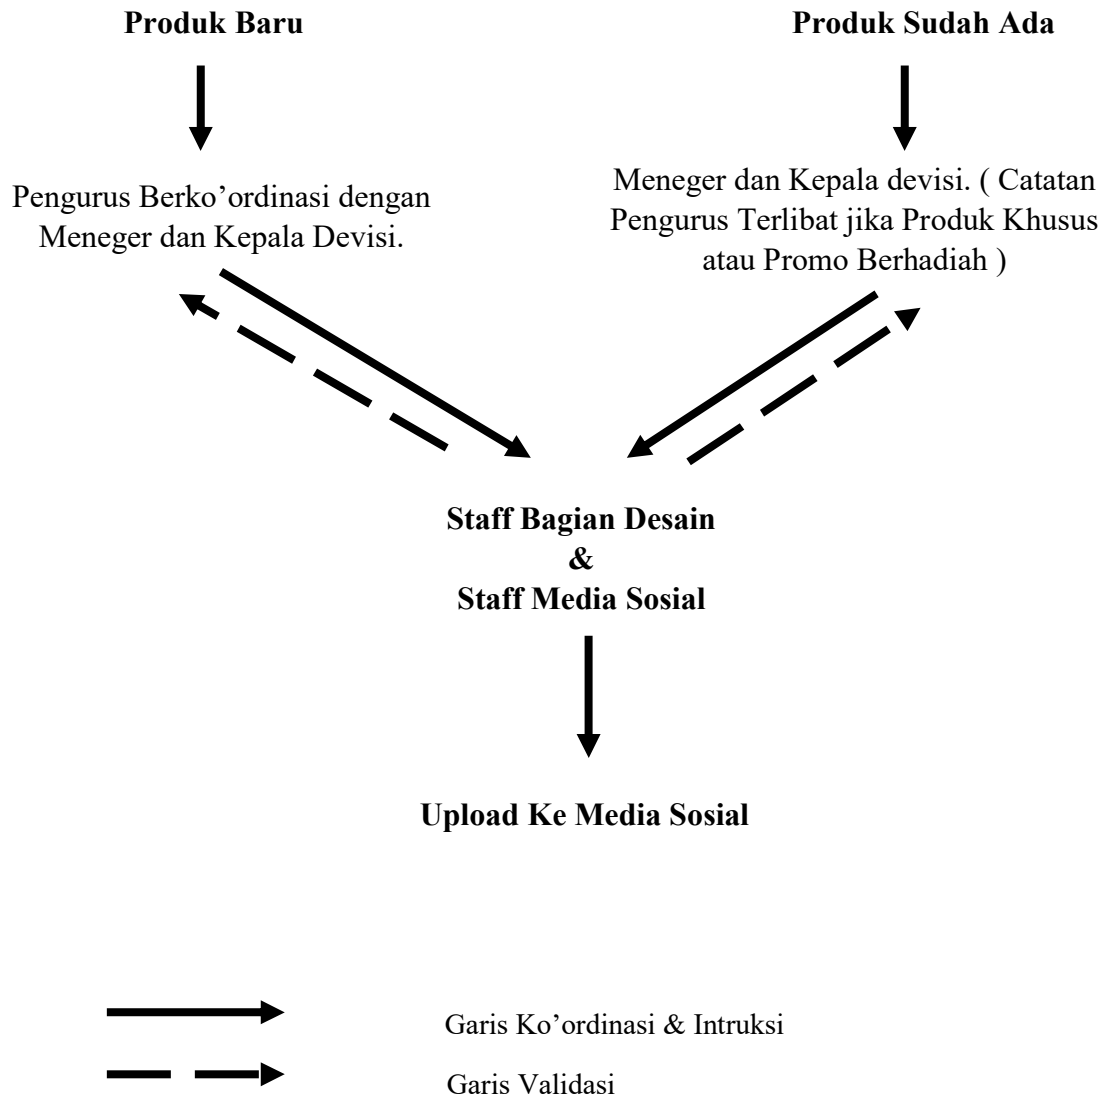 Produk Baru
Produk Sudah Ada
Pengurus Berko’ordinasi dengan
Meneger dan Kepala Devisi.
Meneger dan Kepala devisi. ( Catatan
Pengurus Terlibat jika Produk Khusus
atau Promo Berhadiah )
Staff Bagian Desain
&
Staff Media Sosial
Upload Ke Media Sosial
Garis Ko’ordinasi & Intruksi
Garis Validasi